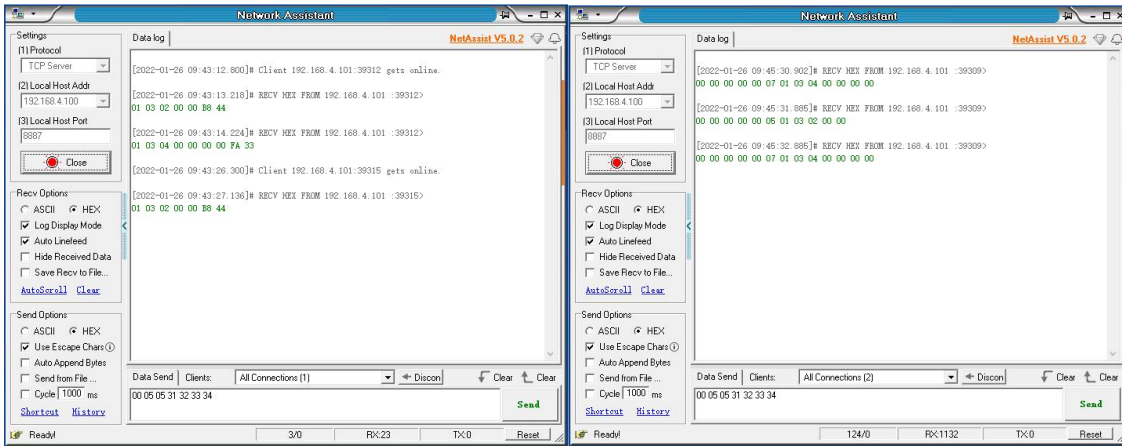 Network Assistant
Settings
(1) Protocol
TCP Server
(2) Local Host Addr
192.168.4.100
(3) Local Host Port
8887
Close
Recv Options
ASCII HEX
Log Display Mode
Auto Linefeed
Hide Received Data
Save Recv to File...
AutoScroll Clear
Send Options
ASCII HEX
Use Escape Chars
Auto Append Bytes
Send from File ...
Cycle 1000 ms
Shortcut History
Data log
NetAssist V5.0.2
[2022-01-26 09:43:12.800]# Client 192.168.4.101:39312 gets online.
[2022-01-26 09:43:13.218]# RECV HEX FROM 192.168.4.101 :39312>
01 03 02 00 00 B8 44
[2022-01-26 09:43:14.224]# RECV HEX FROM 192.168.4.101 :39312>
01 03 04 00 00 00 00 FA 33
[2022-01-26 09:43:26.300]# Client 192.168.4.101:39315 gets online.
[2022-01-26 09:43:27.136]# RECV HEX FROM 192.168.4.101 :39315>
01 03 02 00 00 B8 44
Data Send Clients: All Connections (1) Discon Clear Clear
00 05 05 31 32 33 34
Send
Ready! 3/0 RX:23 TX:0 Reset
Network Assistant
Settings
(1) Protocol
TCP Server
(2) Local Host Addr
192.168.4.100
(3) Local Host Port
8887
Close
Recv Options
ASCII HEX
Log Display Mode
Auto Linefeed
Hide Received Data
Save Recv to File...
AutoScroll Clear
Send Options
ASCII HEX
Use Escape Chars
Auto Append Bytes
Send from File ...
Cycle 1000 ms
Shortcut History
Data log
NetAssist V5.0.2
[2022-01-26 09:45:30.902]# RECV HEX FROM 192.168.4.101 :39309>
00 00 00 00 00 07 01 03 04 00 00 00 00
[2022-01-26 09:45:31.885]# RECV HEX FROM 192.168.4.101 :39309>
00 00 00 00 00 05 01 03 02 00 00
[2022-01-26 09:45:32.885]# RECV HEX FROM 192.168.4.101 :39309>
00 00 00 00 00 07 01 03 04 00 00 00 00
Data Send Clients: All Connections (2) Discon Clear Clear
00 05 05 31 32 33 34
Send
Ready! 124/0 RX:1132 TX:0 Reset